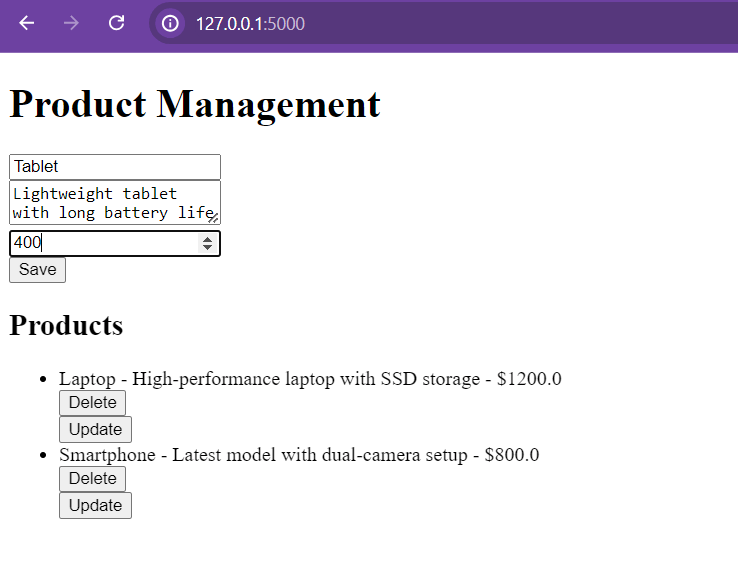 127.0.0.1:5000
Product Management
Tablet
Lightweight tablet
with long battery life
400
Save
Products
Laptop - High-performance laptop with SSD storage - $1200.0
Delete
Update
Smartphone - Latest model with dual-camera setup - $800.0
Delete
Update